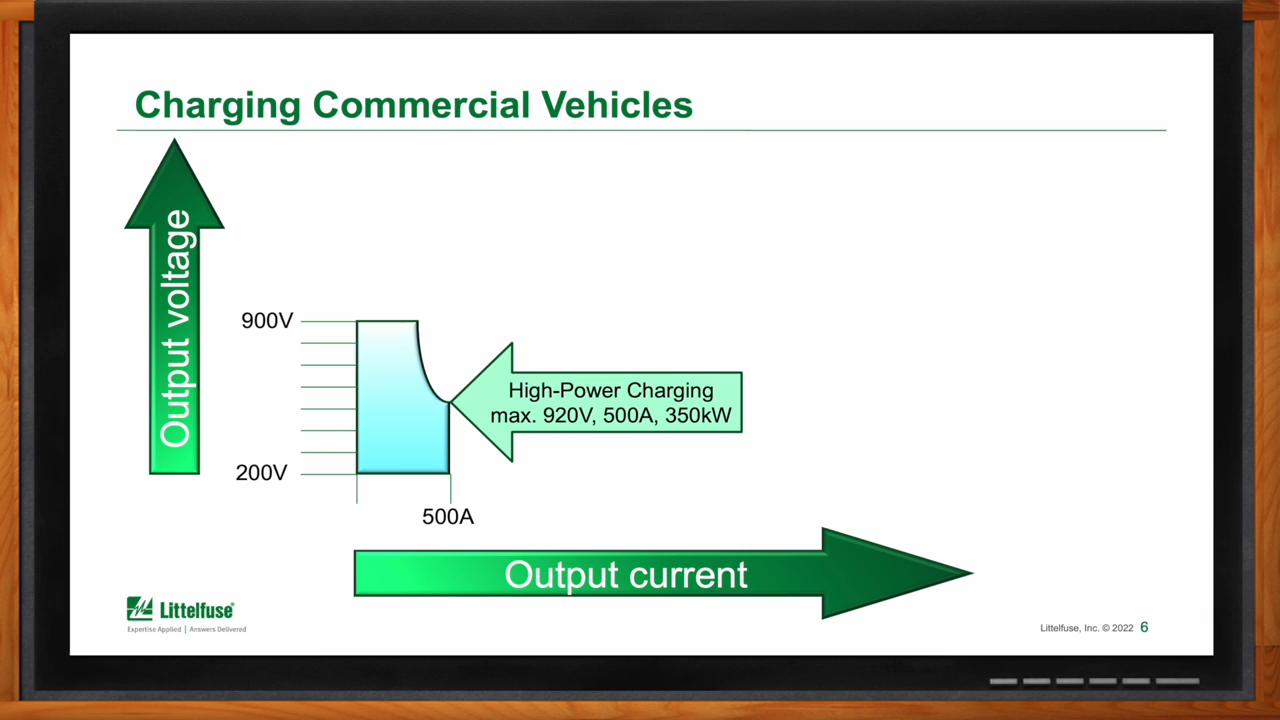 Charging Commercial Vehicles
Output voltage
900V
High-Power Charging
max. 920V, 500A, 350kW
200V
500A
Output current
Littelfuse®
Expertise Applied | Answers Delivered
Littelfuse, Inc. © 2022 6